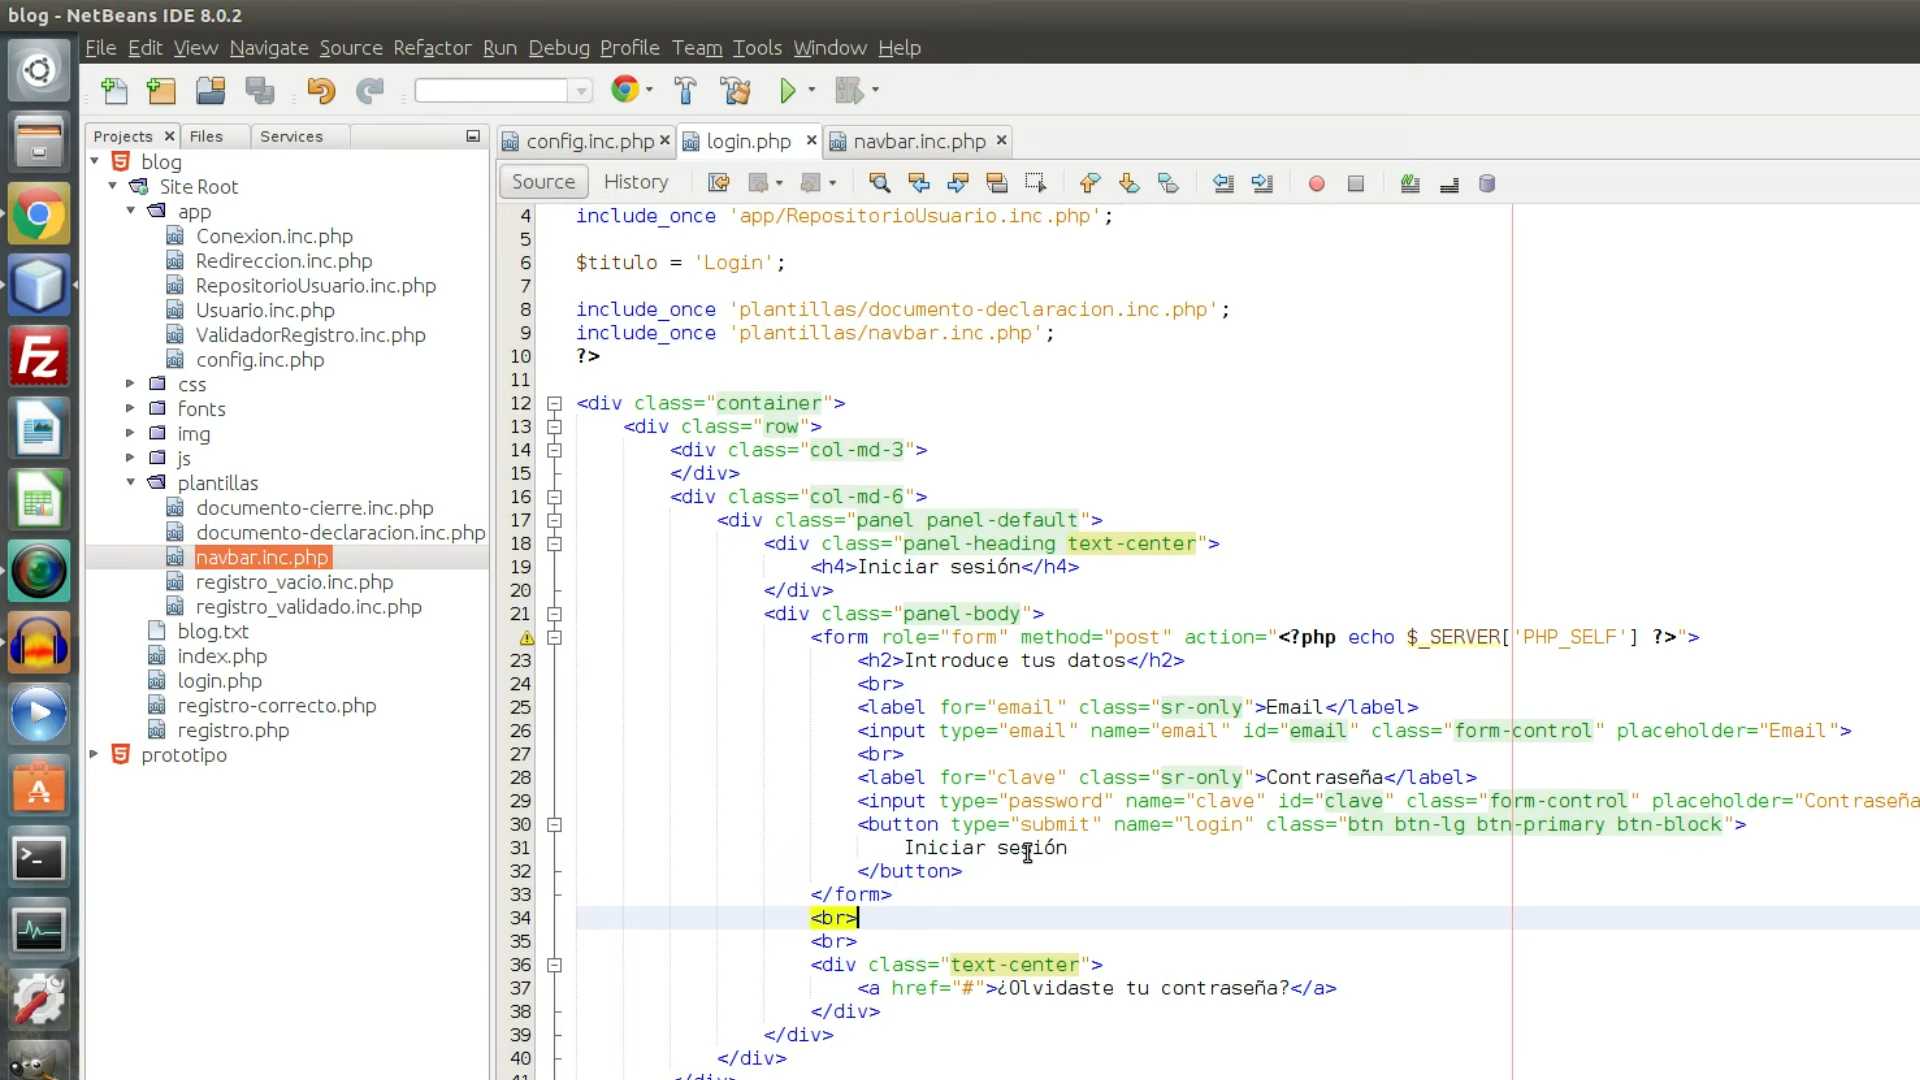 blog - NetBeans IDE 8.0.2
File Edit View Navigate Source Refactor Run Debug Profile Team Tools Window Help
Projects Files Services
blog
Site Root
app
Conexion.inc.php
Redireccion.inc.php
RepositorioUsuario.inc.php
Usuario.inc.php
ValidadorRegistro.inc.php
config.inc.php
css
fonts
img
js
plantillas
documento-cierre.inc.php
documento-declaracion.inc.php
navbar.inc.php
registro_vacio.inc.php
registro_validado.inc.php
blog.txt
index.php
login.php
registro-correcto.php
registro.php
prototipo
config.inc.php login.php navbar.inc.php
Source History
4 include_once 'app/RepositorioUsuario.inc.php';
5
6 $titulo = 'Login';
7
8 include_once 'plantillas/documento-declaracion.inc.php';
9 include_once 'plantillas/navbar.inc.php';
10 ?>
11
12 <div class="container">
13 <div class="row">
14 <div class="col-md-3">
15 </div>
16 <div class="col-md-6">
17 <div class="panel panel-default">
18 <div class="panel-heading text-center">
19 <h4>Iniciar sesión</h4>
20 </div>
21 <div class="panel-body">
<form role="form" method="post" action="<?php echo $_SERVER['PHP_SELF'] ?>">
23 <h2>Introduce tus datos</h2>
24 <br>
25 <label for="email" class="sr-only">Email</label>
26 <input type="email" name="email" id="email" class="form-control" placeholder="Email">
27 <br>
28 <label for="clave" class="sr-only">Contraseña</label>
29 <input type="password" name="clave" id="clave" class="form-control" placeholder="Contraseña
30 <button type="submit" name="login" class="btn btn-lg btn-primary btn-block">
31 Iniciar sesión
32 </button>
33 </form>
34 <br>
35 <br>
36 <div class="text-center">
37 <a href="#">¿Olvidaste tu contraseña?</a>
38 </div>
39 </div>
40 </div>
41 </div>